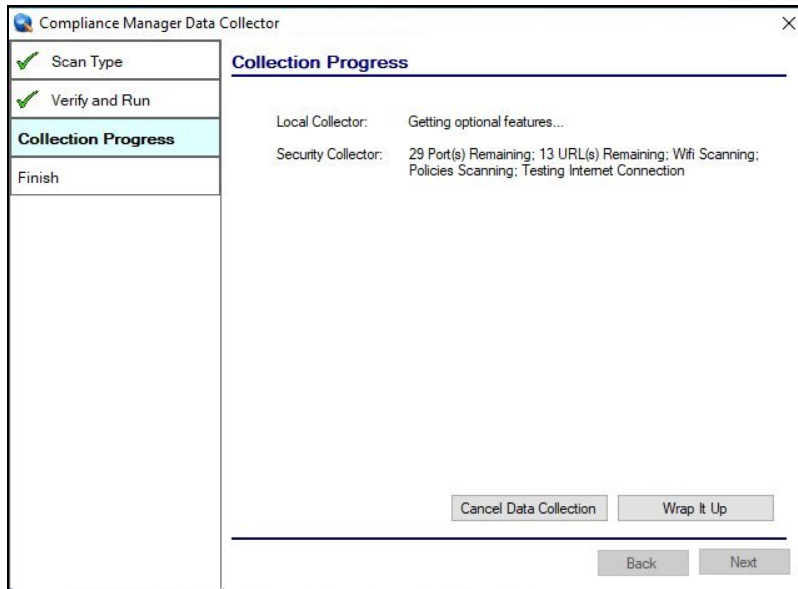 Compliance Manager Data Collector
Scan Type
Verify and Run
Collection Progress
Finish
Collection Progress
Local Collector: Getting optional features...
Security Collector: 29 Port(s) Remaining; 13 URL(s) Remaining; Wifi Scanning;
Policies Scanning; Testing Internet Connection
Cancel Data Collection Wrap It Up
Back Next